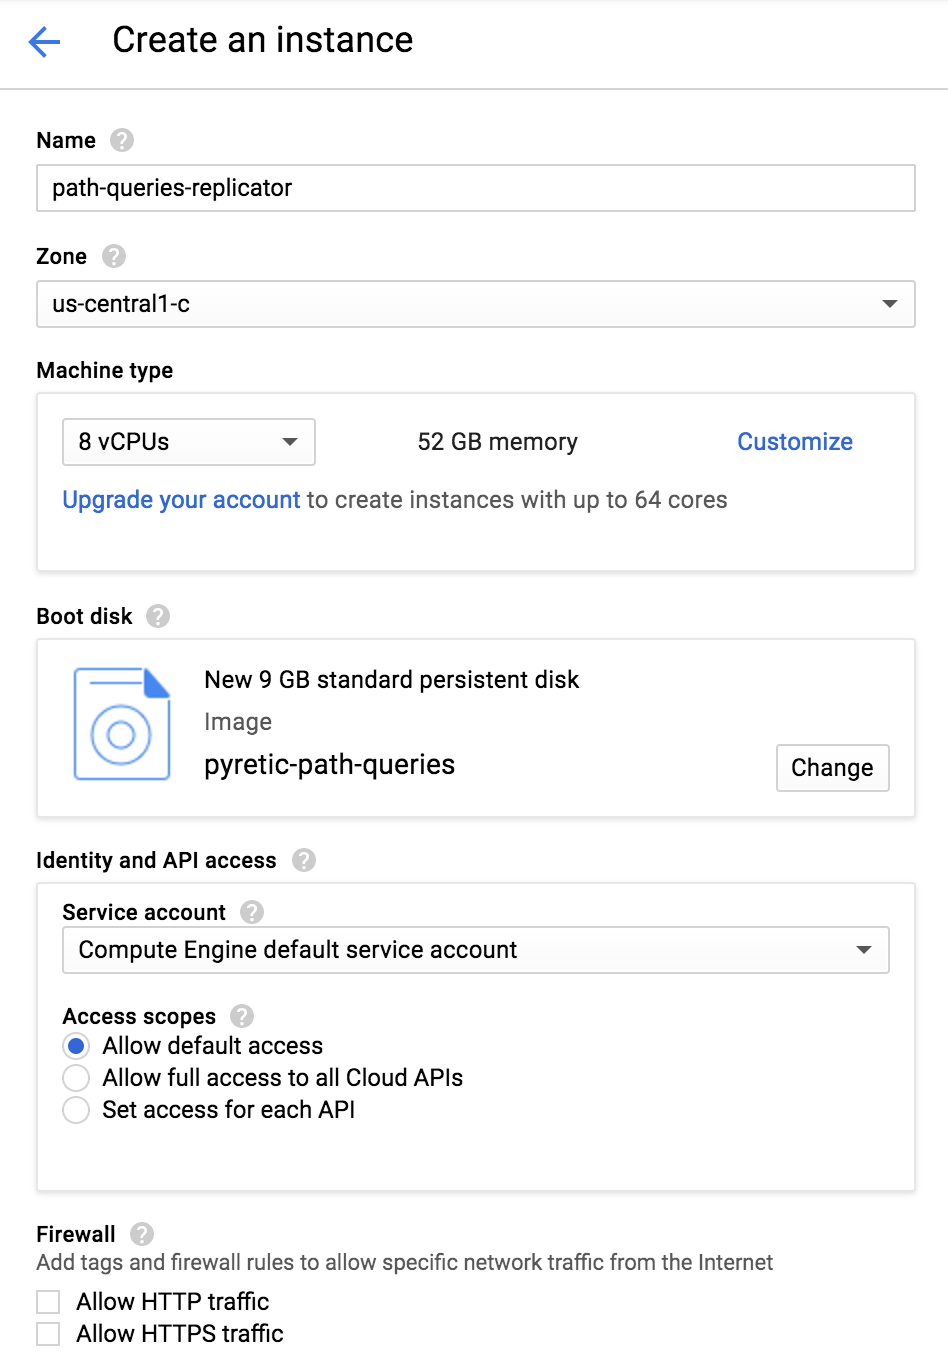 Create an instance
Name
path-queries-replicator
Zone
us-central1-c
Machine type
8 vCPUs
52 GB memory
Customize
Upgrade your account to create instances with up to 64 cores
Boot disk
New 9 GB standard persistent disk
Image
pyretic-path-queries
Change
Identity and API access
Service account
Compute Engine default service account
Access scopes
Allow default access
Allow full access to all Cloud APIs
Set access for each API
Firewall
Add tags and firewall rules to allow specific network traffic from the Internet
Allow HTTP traffic
Allow HTTPS traffic